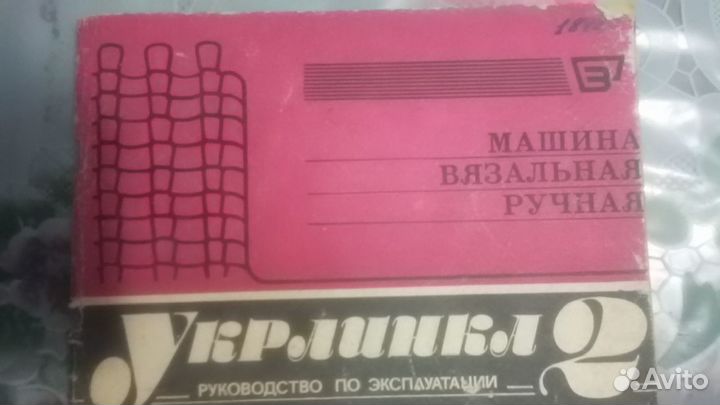 МАШИНА
ВЯЗАЛЬНАЯ
РУЧНАЯ
Укрлинкл 2
РУКОВОДСТВО ПО ЭКСПЛУАТАЦИИ
Avito